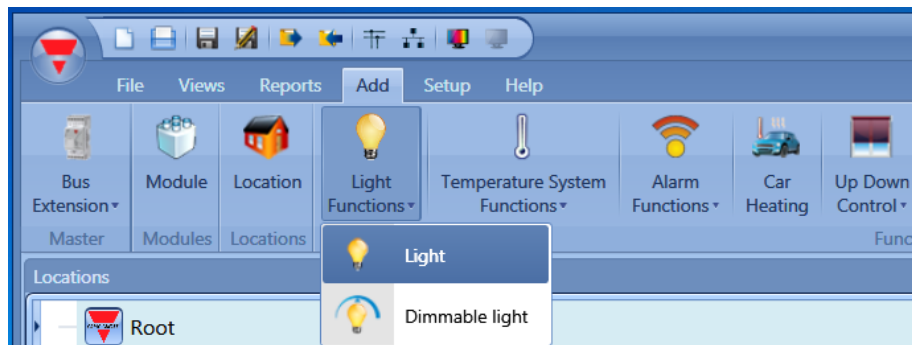 File Views Reports Add Setup Help
Bus Extension
Module
Location
Light Functions
Temperature System Functions
Alarm Functions
Car Heating
Up Down Control
Master Modules Locations Func
Light
Locations
Dimmable light
Root